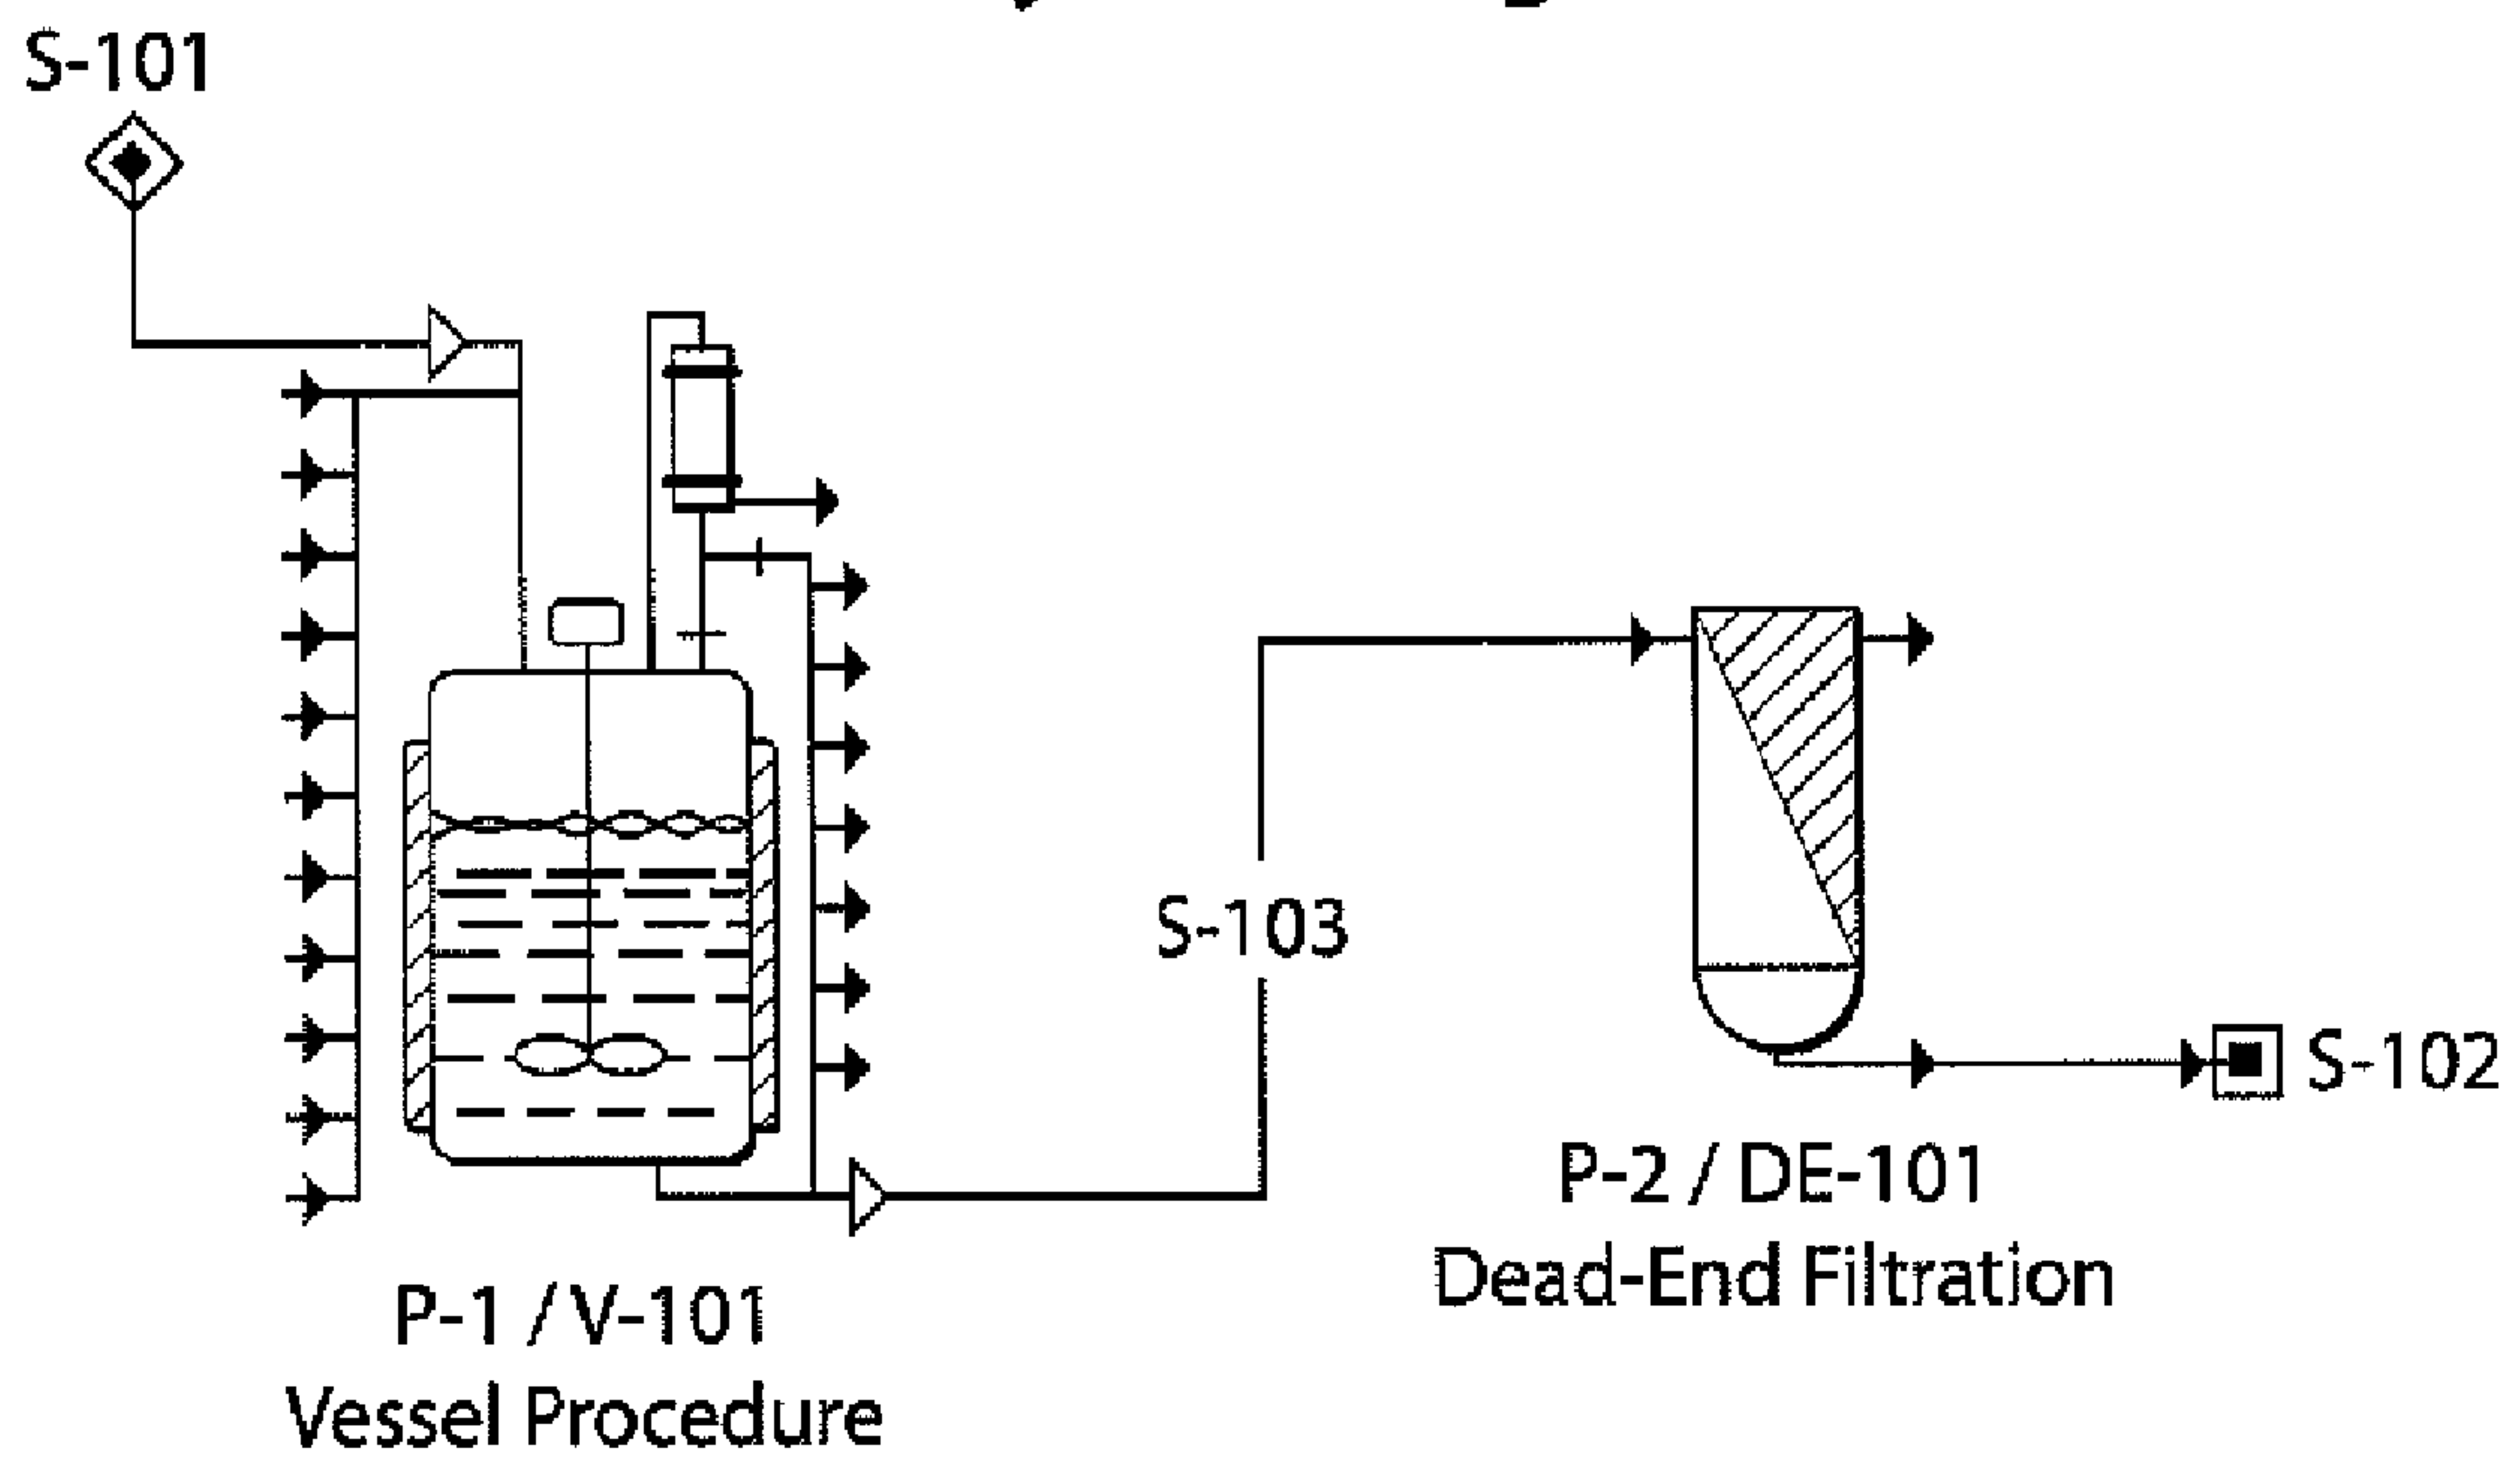 S-101
S-103
S-102
P-2 / DE-101
Dead-End Filtration
P-1 / V-101
Vessel Procedure